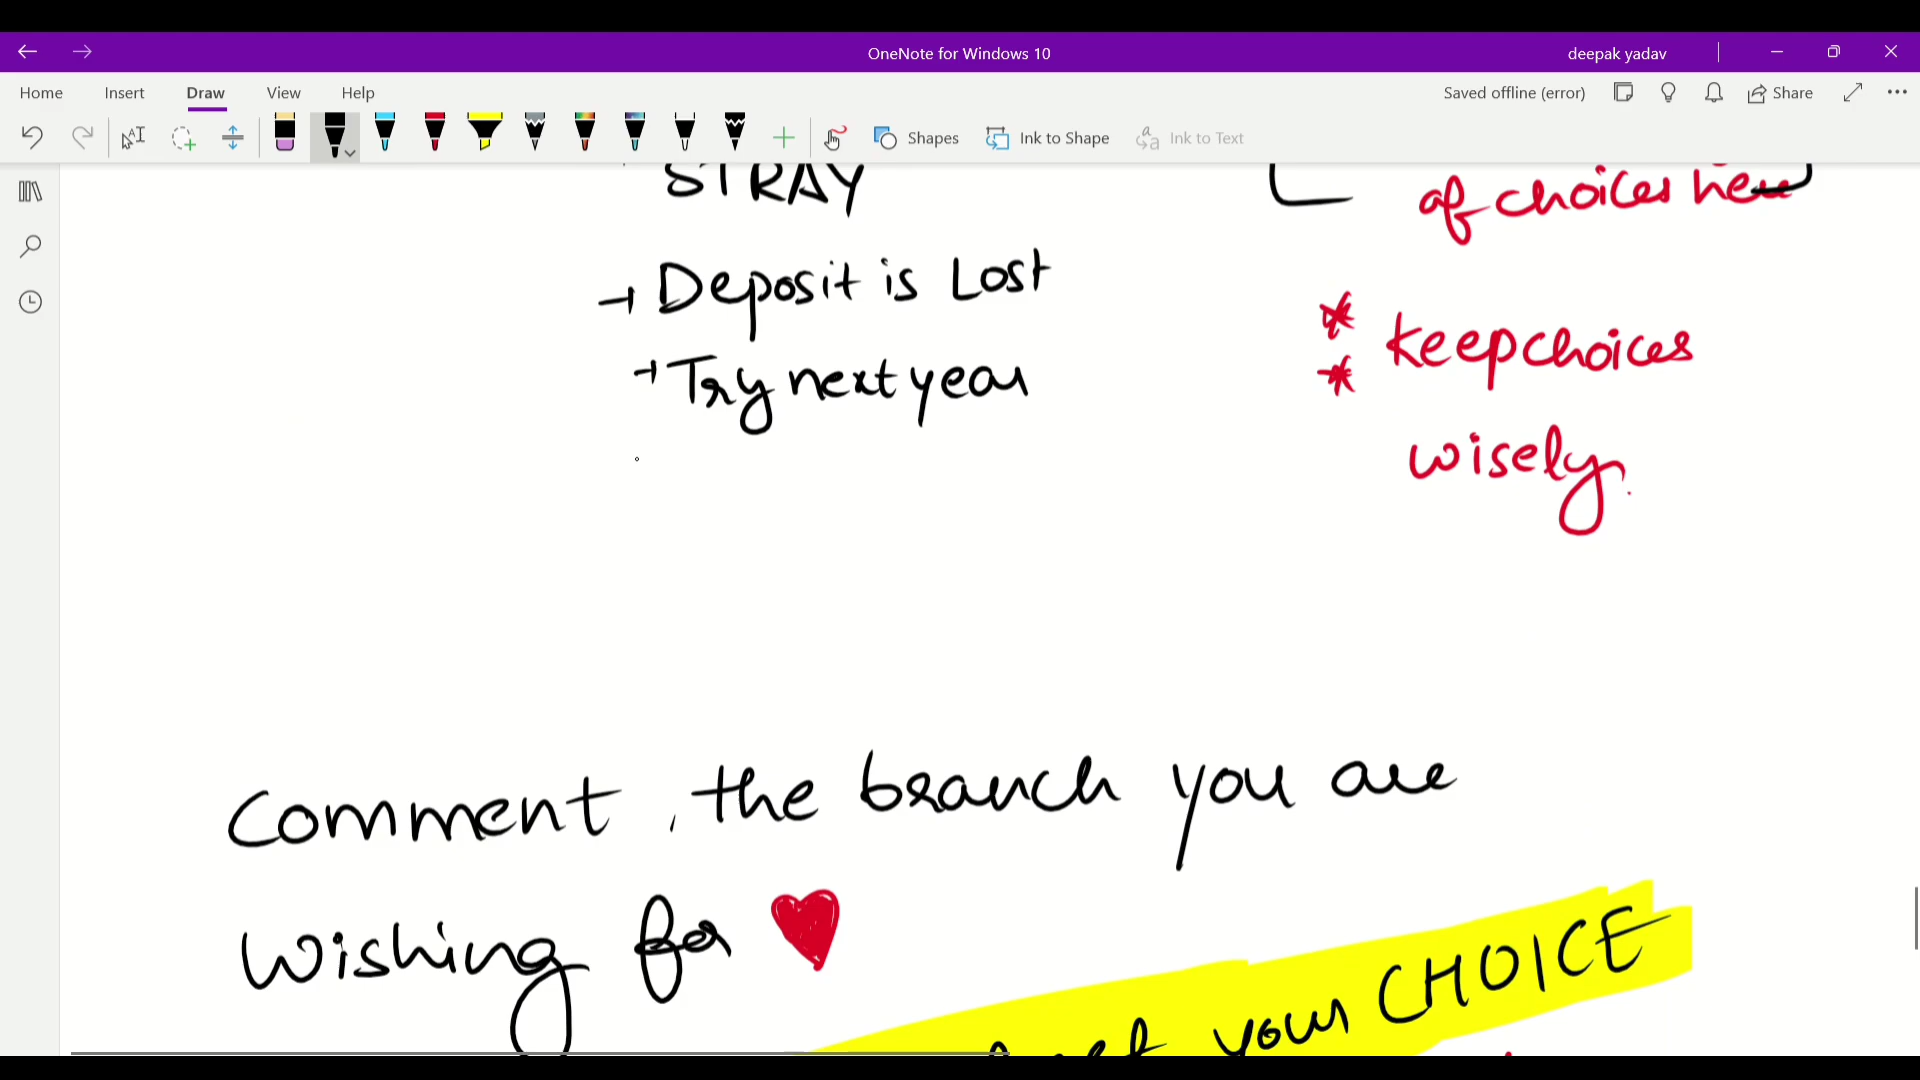 OneNote for Windows 10
deepak yadav
Home Insert Draw View Help
Saved offline (error)
Share
Shapes
Ink to Shape
Ink to Text
STRAY
of choices here
→ Deposit is Lost
→ Try next year
* keep choices
* wisely.
Comment, the branch you are
wishing for ❤
your CHOICE